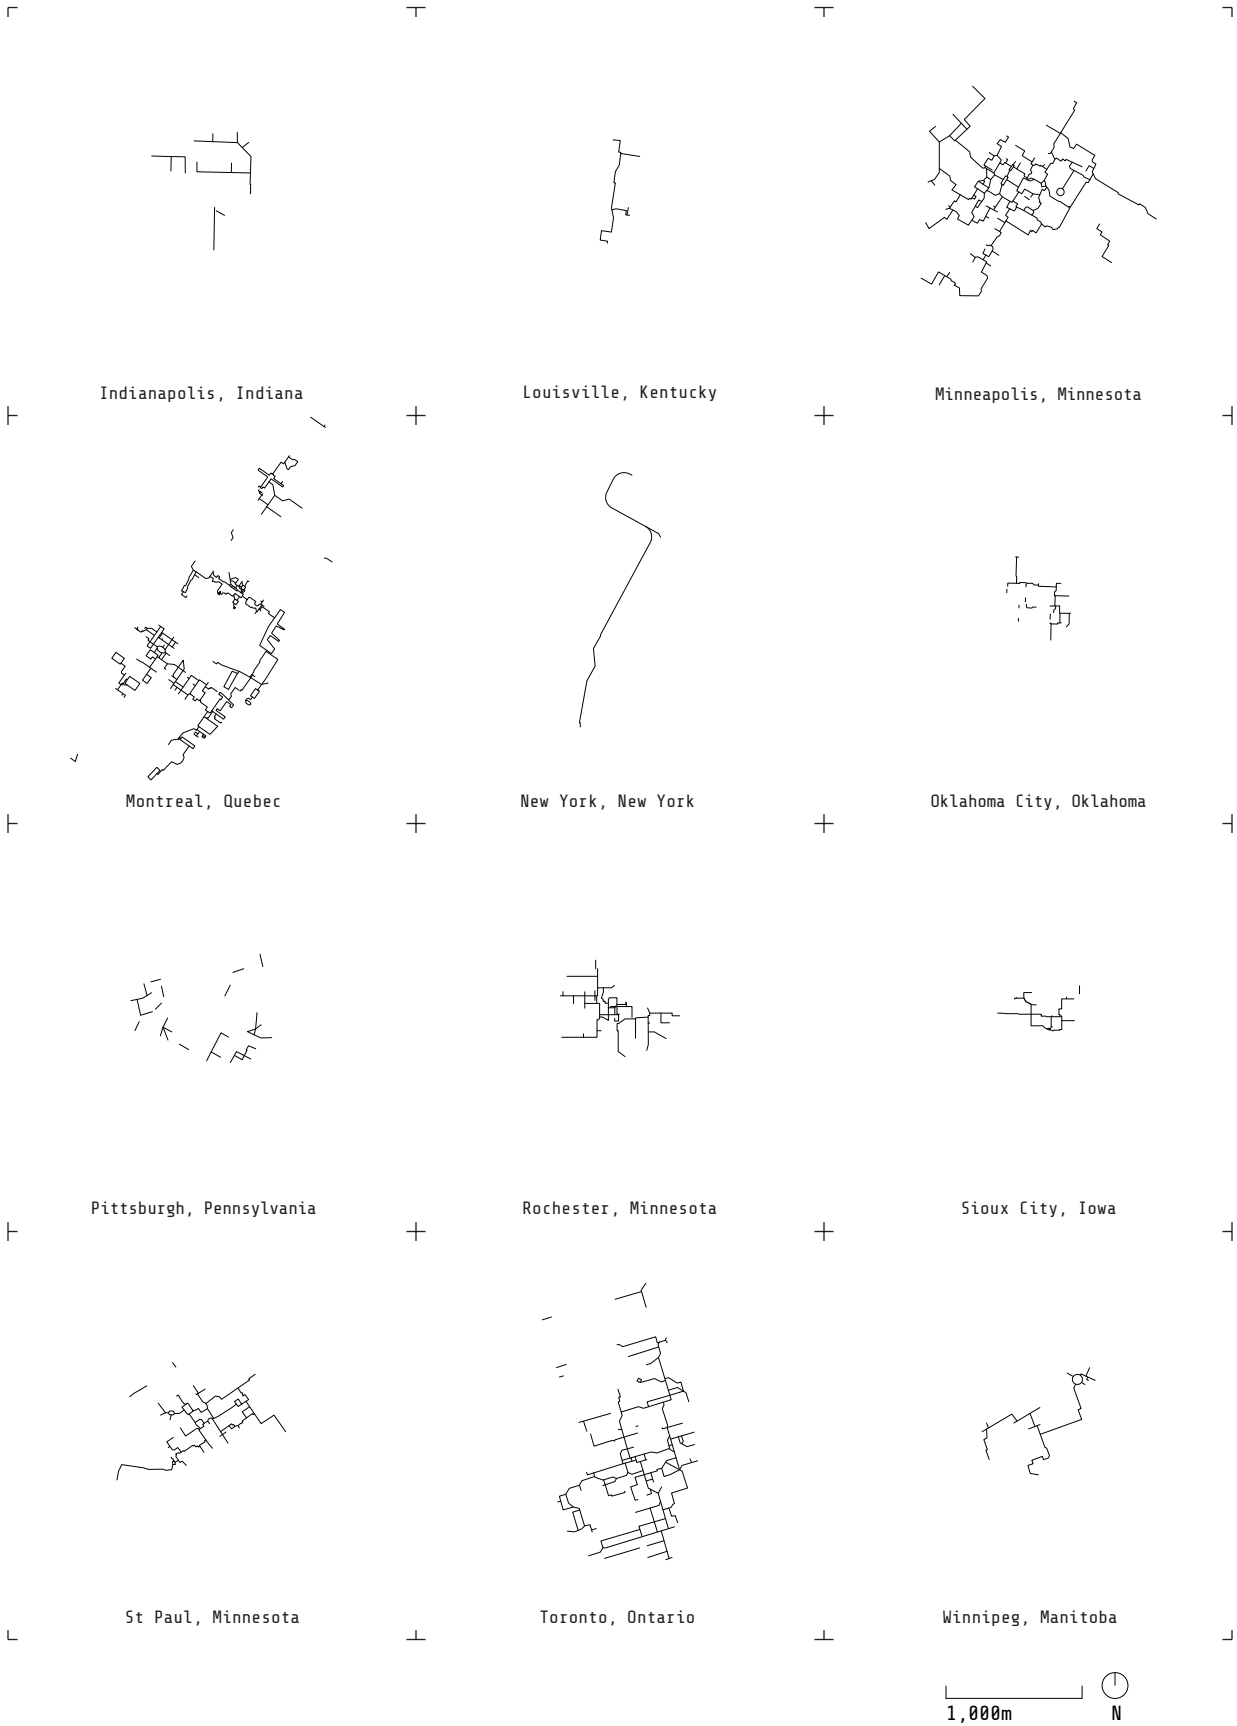 Indianapolis, Indiana
Louisville, Kentucky
Minneapolis, Minnesota
Montreal, Quebec
New York, New York
Oklahoma City, Oklahoma
Pittsburgh, Pennsylvania
Rochester, Minnesota
Sioux City, Iowa
St Paul, Minnesota
Toronto, Ontario
Winnipeg, Manitoba
1,000m
N